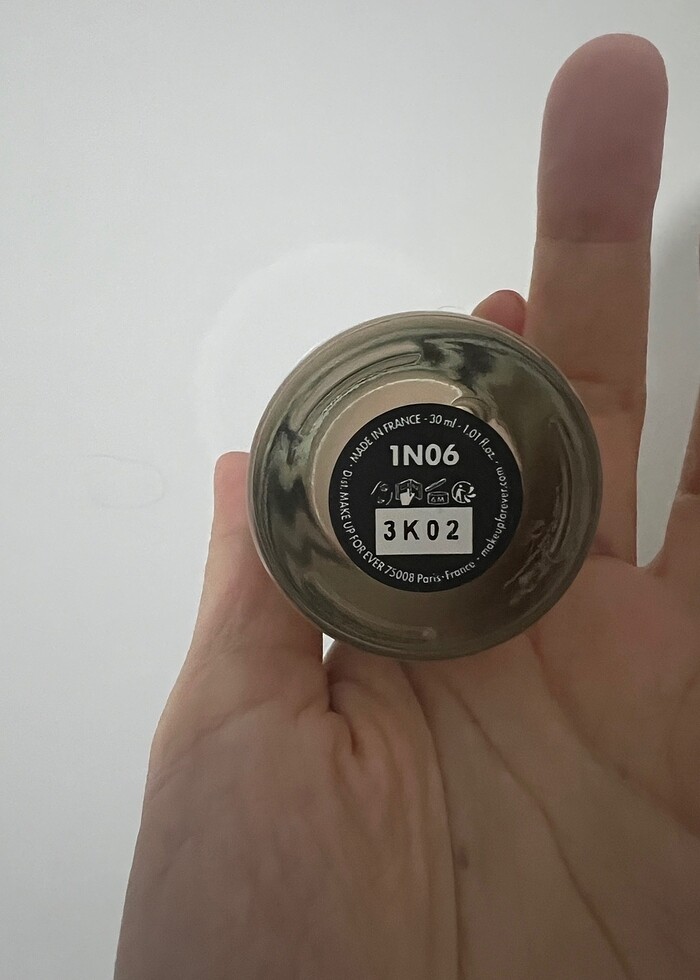 Dist. MAKE UP FOR EVER 75008 Paris-France · makeupforever.com · MADE IN FRANCE - 30 ml - 1.01 fl.oz.
1N06
6M
3K02